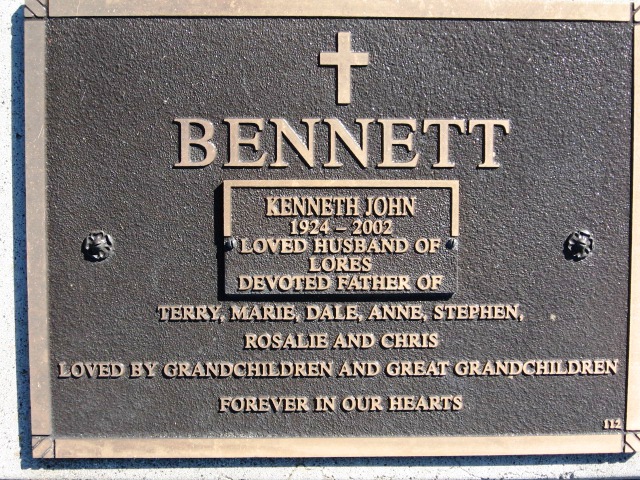 BENNETT
KENNETH JOHN
1924 - 2002
LOVED HUSBAND OF
LORES
DEVOTED FATHER OF
TERRY, MARIE, DALE, ANNE, STEPHEN,
ROSALIE AND CHRIS
LOVED BY GRANDCHILDREN AND GREAT GRANDCHILDREN
FOREVER IN OUR HEARTS
112